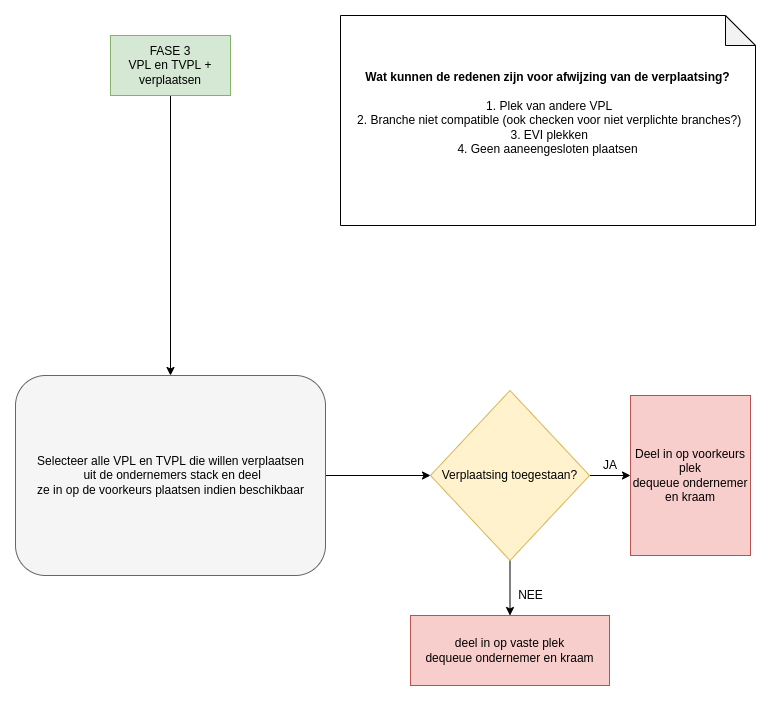 FASE 3
VPL en TVPL +
verplaatsen
Wat kunnen de redenen zijn voor afwijzing van de verplaatsing?
1. Plek van andere VPL
2. Branche niet compatible (ook checken voor niet verplichte branches?)
3. EVI plekken
4. Geen aaneengesloten plaatsen
Selecteer alle VPL en TVPL die willen verplaatsen
uit de ondernemers stack en deel
ze in op de voorkeurs plaatsen indien beschikbaar
Verplaatsing toegestaan?
JA
Deel in op voorkeurs
plek
dequeue ondernemer
en kraam
NEE
deel in op vaste plek
dequeue ondernemer en kraam